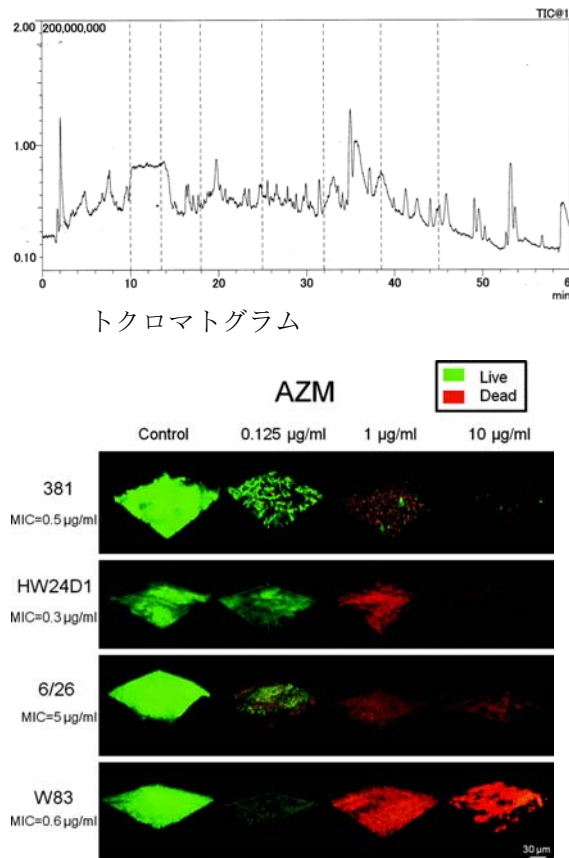 TIC@1
2.00 200,000,000
1.00
0.10
0 10 20 30 40 50 6
min
トクロマトグラム
AZM
Live
Dead
Control 0.125 µg/ml 1 µg/ml 10 µg/ml
381
MIC=0.5 µg/ml
HW24D1
MIC=0.3 µg/ml
6/26
MIC=5 µg/ml
W83
MIC=0.6 µg/ml
30 µm